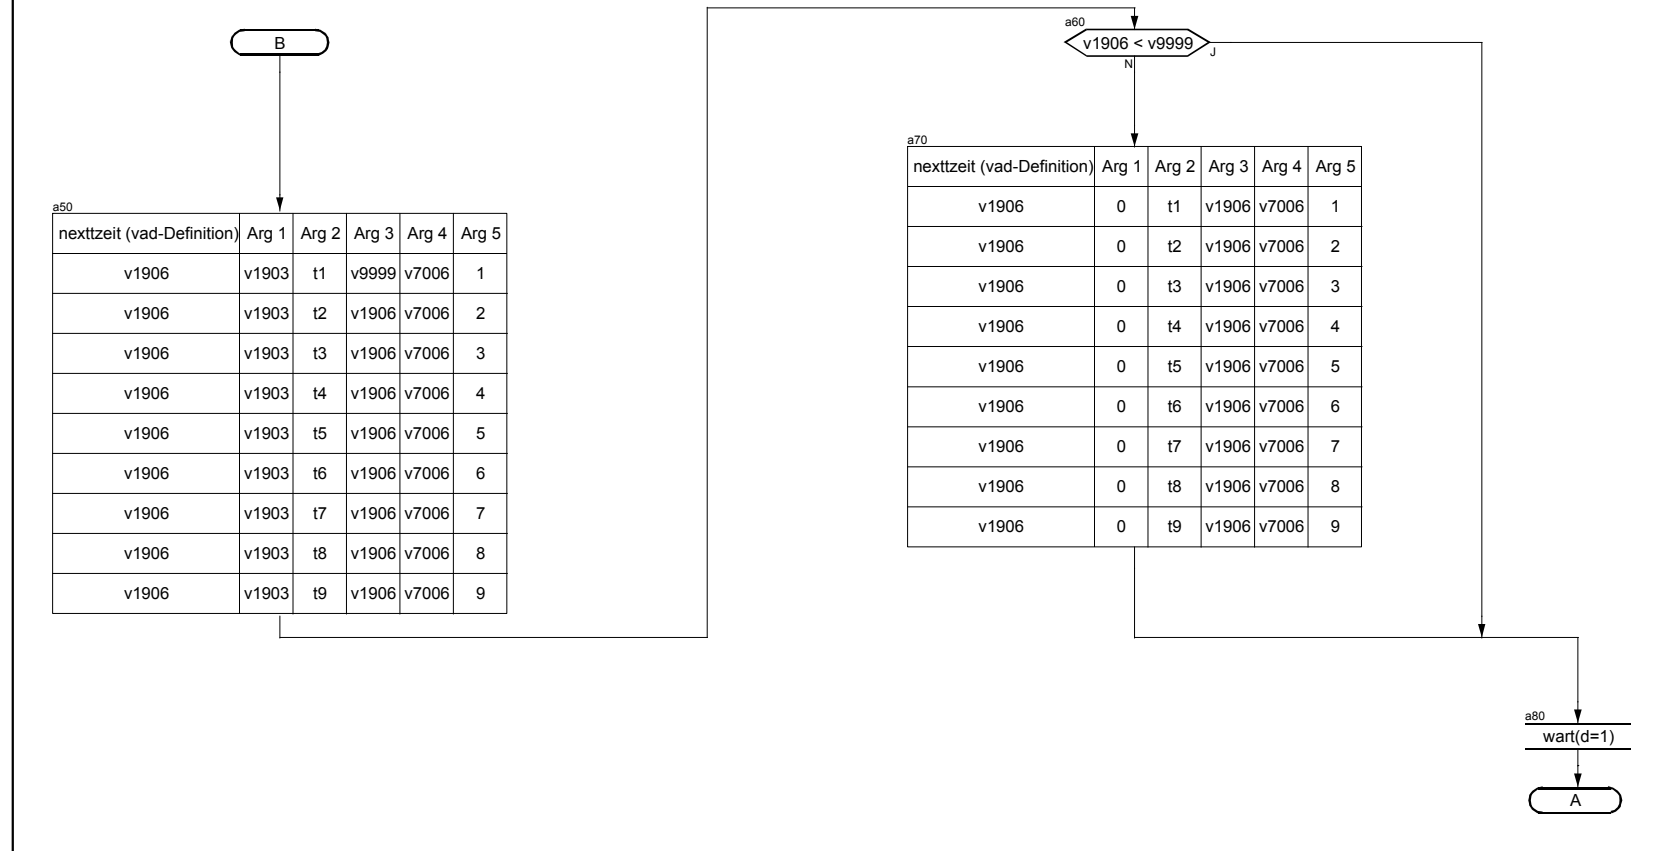 B
a50
nexttzeit (vad-Definition) Arg 1 Arg 2 Arg 3 Arg 4 Arg 5
v1906 v1903 t1 v9999 v7006 1
v1906 v1903 t2 v1906 v7006 2
v1906 v1903 t3 v1906 v7006 3
v1906 v1903 t4 v1906 v7006 4
v1906 v1903 t5 v1906 v7006 5
v1906 v1903 t6 v1906 v7006 6
v1906 v1903 t7 v1906 v7006 7
v1906 v1903 t8 v1906 v7006 8
v1906 v1903 t9 v1906 v7006 9
a60
v1906 < v9999
J
N
a70
nexttzeit (vad-Definition) Arg 1 Arg 2 Arg 3 Arg 4 Arg 5
v1906 0 t1 v1906 v7006 1
v1906 0 t2 v1906 v7006 2
v1906 0 t3 v1906 v7006 3
v1906 0 t4 v1906 v7006 4
v1906 0 t5 v1906 v7006 5
v1906 0 t6 v1906 v7006 6
v1906 0 t7 v1906 v7006 7
v1906 0 t8 v1906 v7006 8
v1906 0 t9 v1906 v7006 9
a80
wart(d=1)
A